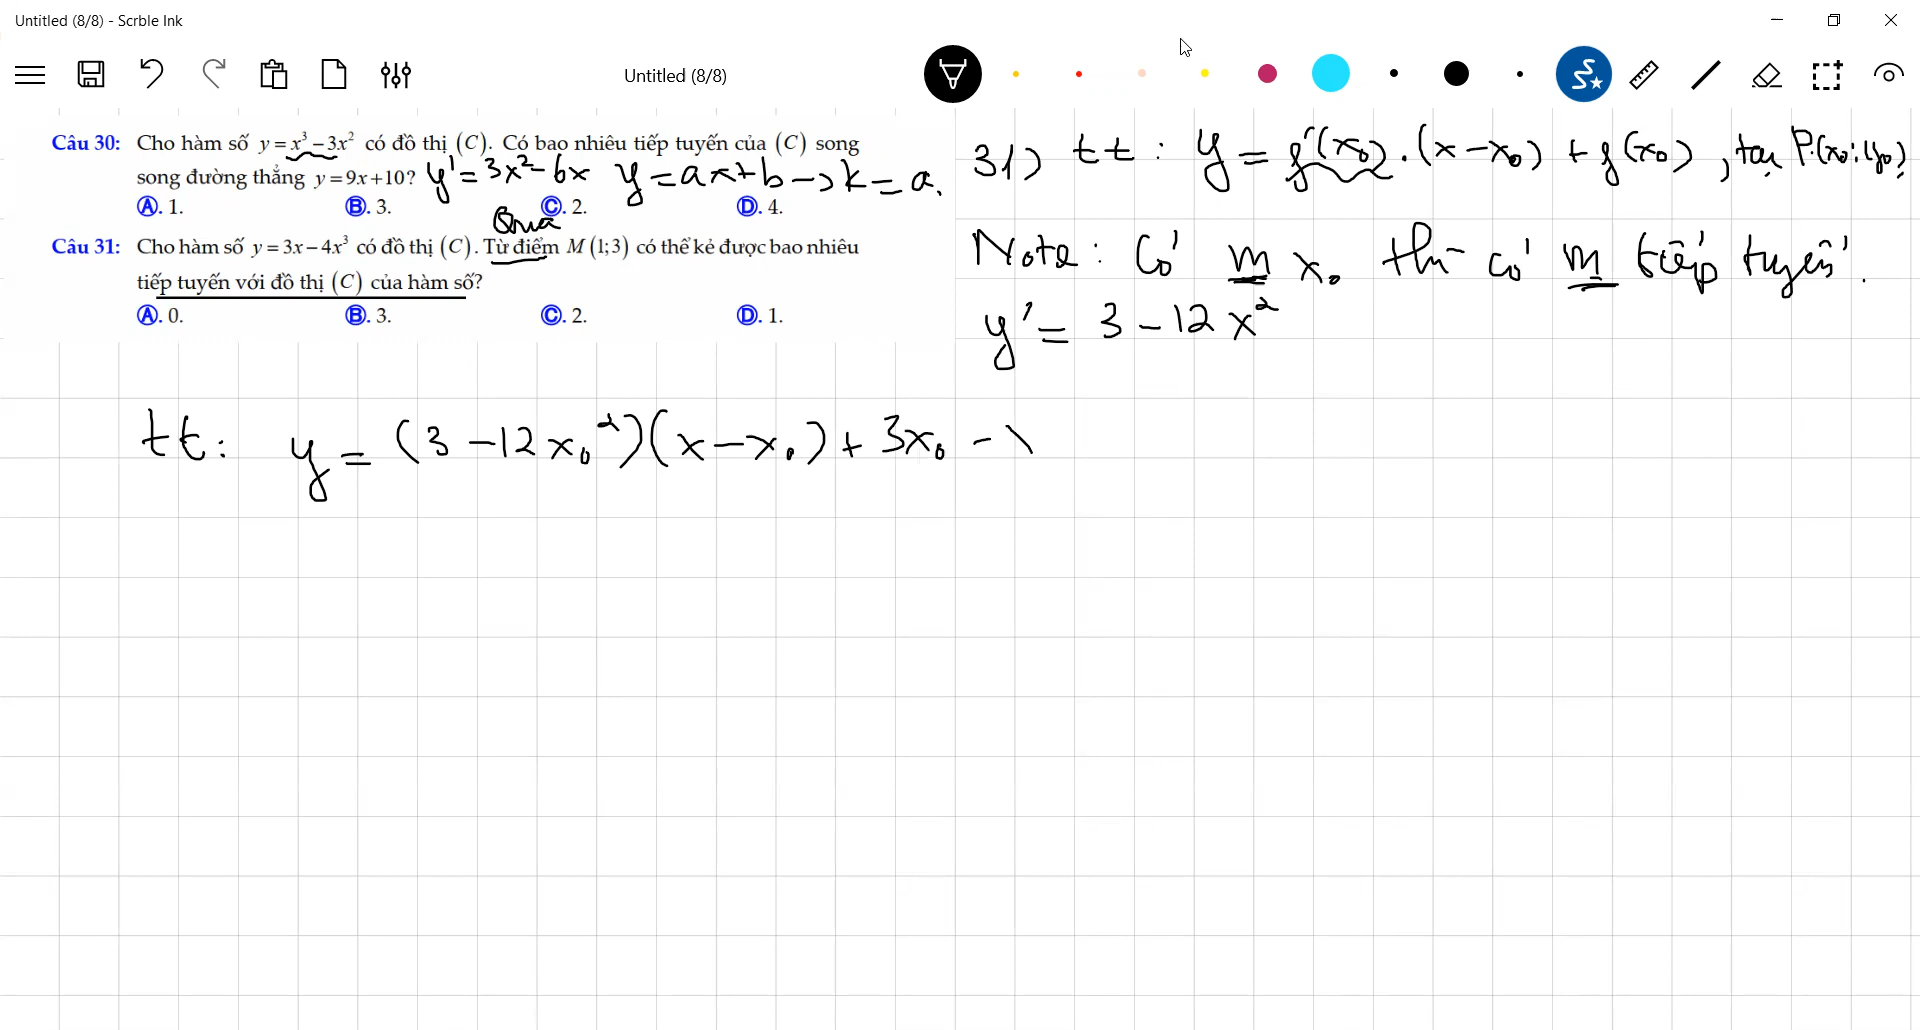 Untitled (8/8) - Scrble Ink
Untitled (8/8)
Câu 30: Cho hàm số y = x³ − 3x² có đồ thị (C). Có bao nhiêu tiếp tuyến của (C) song
song đường thẳng y = 9x + 10? y' = 3x² − 6x y = ax + b → k = a.
A. 1. B. 3. C. 2. D. 4.
Qua
Câu 31: Cho hàm số y = 3x − 4x³ có đồ thị (C). Từ điểm M(1;3) có thể kẻ được bao nhiêu
tiếp tuyến với đồ thị (C) của hàm số?
A. 0. B. 3. C. 2. D. 1.
31) tt: y = f'(x₀).(x − x₀) + f(x₀), tại P(x₀; y₀)
Note: Có m x₀ thì có m tiếp tuyến.
y' = 3 − 12x²
tt: y = (3 − 12x₀²)(x − x₀) + 3x₀ −